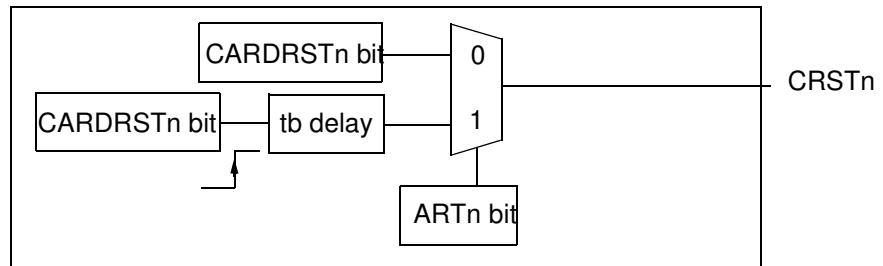 CARDRSTn bit
0
CRSTn
CARDRSTn bit
tb delay
1
ARTn bit